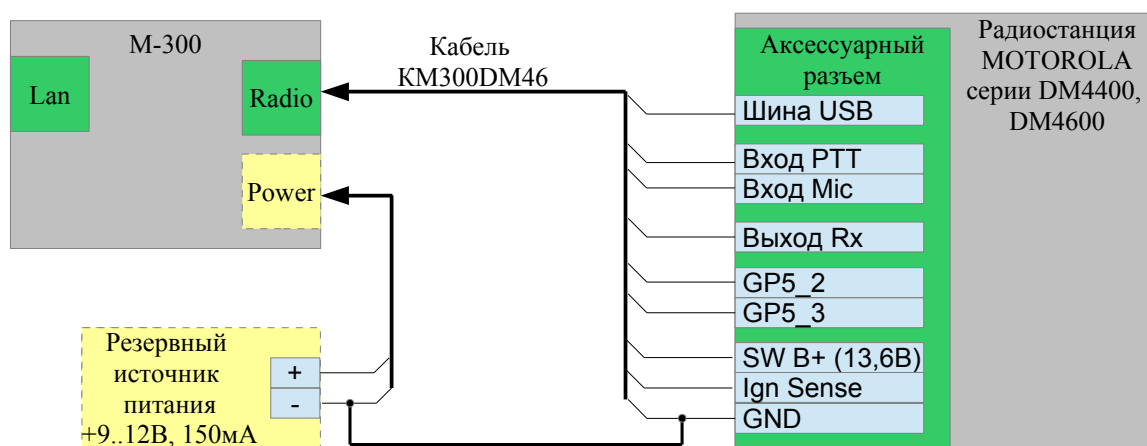 М-300
Lan
Radio
Power
Кабель
КМ300DM46
Аксессуарный
разъем
Шина USB
Вход PTT
Вход Mic
Выход Rx
GP5_2
GP5_3
SW B+ (13,6В)
Ign Sense
GND
Радиостанция
MOTOROLA
серии DM4400,
DM4600
Резервный
источник
питания
+9..12В, 150мА
+
-